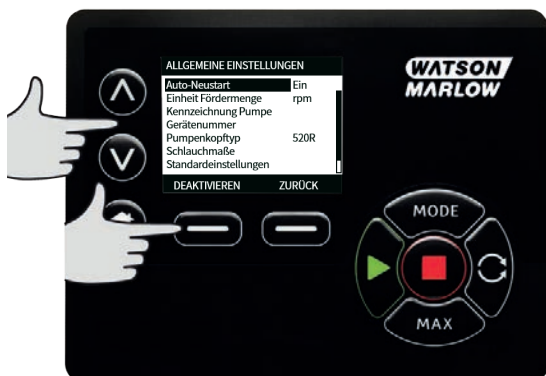 ALLGEMEINE EINSTELLUNGEN
Auto-Neustart Ein
Einheit Fördermenge rpm
Kennzeichnung Pumpe
Gerätenummer
Pumpenkopftyp 520R
Schlauchmaße
Standardeinstellungen
DEAKTIVIEREN ZURÜCK
WATSON
MARLOW
MODE
MAX